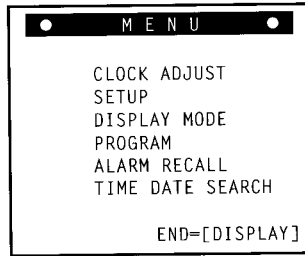 MENU
CLOCK ADJUST
SETUP
DISPLAY MODE
PROGRAM
ALARM RECALL
TIME DATE SEARCH
END=[DISPLAY]